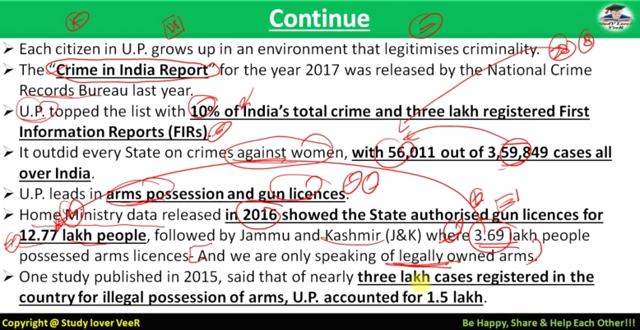 Continue
Study Lover
VeeR
➤ Each citizen in U.P. grows up in an environment that legitimises criminality.
➤ The "Crime in India Report" for the year 2017 was released by the National Crime
Records Bureau last year.
➤ U.P. topped the list with 10% of India's total crime and three lakh registered First
Information Reports (FIRs).
➤ It outdid every State on crimes against women, with 56,011 out of 3,59,849 cases all
over India.
➤ U.P. leads in arms possession and gun licences.
➤ Home Ministry data released in 2016 showed the State authorised gun licences for
12.77 lakh people, followed by Jammu and Kashmir (J&K) where 3.69 lakh people
possessed arms licences. And we are only speaking of legally owned arms.
➤ One study published in 2015, said that of nearly three lakh cases registered in the
country for illegal possession of arms, U.P. accounted for 1.5 lakh.
Copyright @ Study lover VeeR
Be Happy, Share & Help Each Other!!!